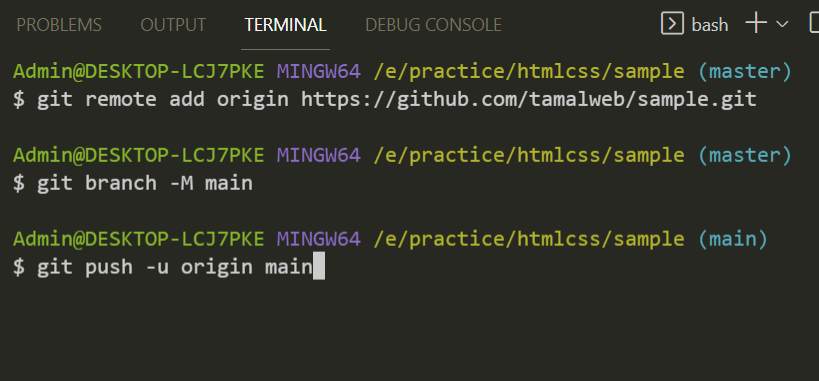 PROBLEMS OUTPUT TERMINAL DEBUG CONSOLE bash
Admin@DESKTOP-LCJ7PKE MINGW64 /e/practice/htmlcss/sample (master)
$ git remote add origin https://github.com/tamalweb/sample.git
Admin@DESKTOP-LCJ7PKE MINGW64 /e/practice/htmlcss/sample (master)
$ git branch -M main
Admin@DESKTOP-LCJ7PKE MINGW64 /e/practice/htmlcss/sample (main)
$ git push -u origin main